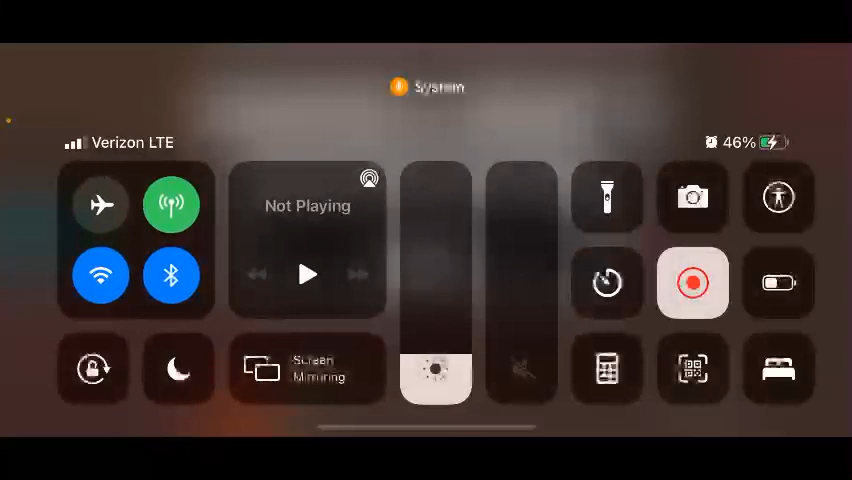 System
Verizon LTE
46%
Not Playing
Screen
Mirroring